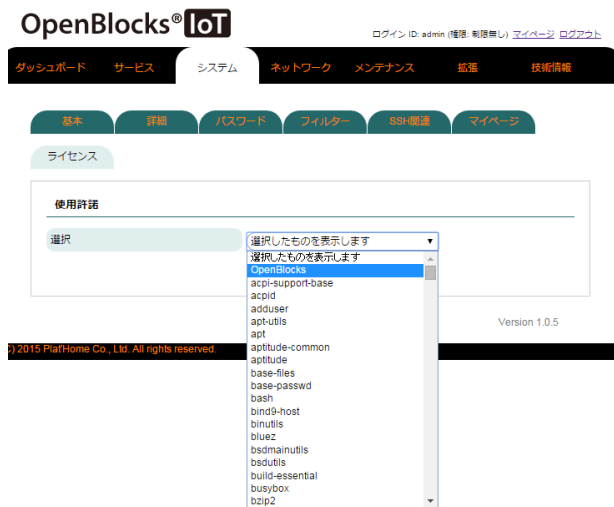 OpenBlocks® IoT
ログイン ID: admin (権限: 制限無し) マイページ ログアウト
ダッシュボード サービス システム ネットワーク メンテナンス 拡張 技術情報
基本 詳細 パスワード フィルター SSH関連 マイページ
ライセンス
使用許諾
選択 選択したものを表示します
選択したものを表示します
OpenBlocks
acpi-support-base
acpid
adduser
apt-utils
apt
Version 1.0.5
aptitude-common
) 2015 Plat'Home Co., Ltd. All rights reserved.
aptitude
base-files
base-passwd
bash
bind9-host
binutils
bluez
bsdmainutils
bsdutils
build-essential
busybox
bzip2